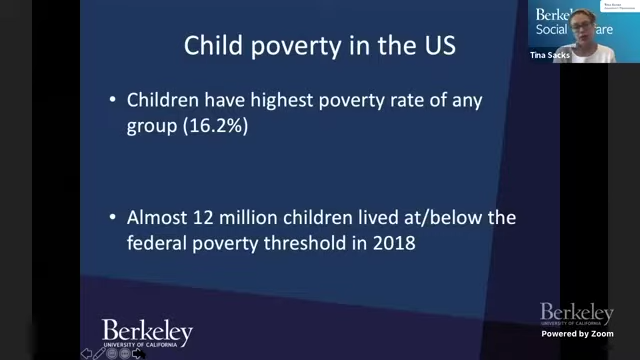 Child poverty in the US
• Children have highest poverty rate of any
group (16.2%)
• Almost 12 million children lived at/below the
federal poverty threshold in 2018
Berkeley
UNIVERSITY OF CALIFORNIA
Berkeley
Social
fare
Tina Sacks
Berkeley
UNIVERSITY OF CALIFORNIA
Powered by Zoom